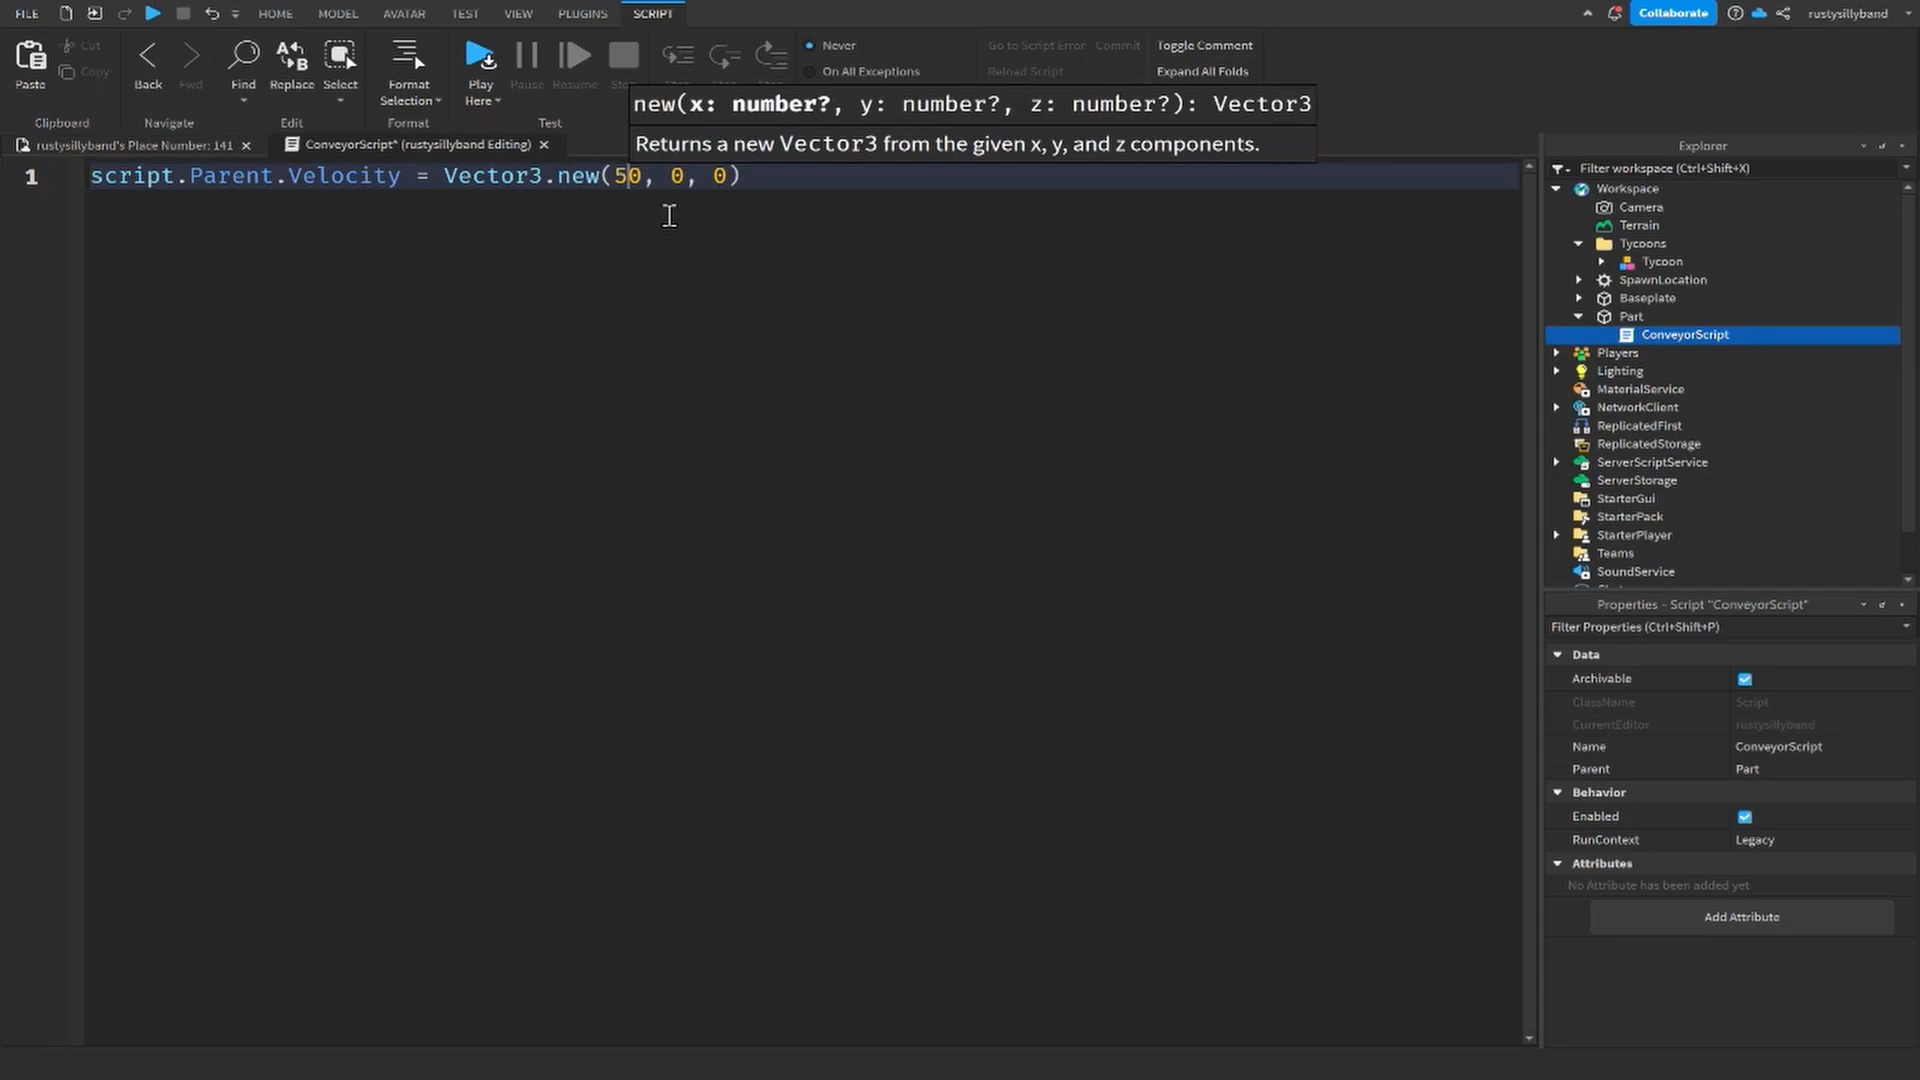 FILE HOME MODEL AVATAR TEST VIEW PLUGINS SCRIPT Collaborate rustysillyband
Paste Cut Copy Back Fwd Find Replace Select Format Selection Play Here Pause Resume
Never
On All Exceptions
Go to Script Error Commit
Reload Script
Toggle Comment
Expand All Folds
Clipboard Navigate Edit Format Test
new(x: number?, y: number?, z: number?): Vector3
Returns a new Vector3 from the given x, y, and z components.
rustysillyband's Place Number: 141 ConveyorScript* (rustysillyband Editing)
1 script.Parent.Velocity = Vector3.new(50, 0, 0)
Explorer
Filter workspace (Ctrl+Shift+X)
Workspace
Camera
Terrain
Tycoons
Tycoon
SpawnLocation
Baseplate
Part
ConveyorScript
Players
Lighting
MaterialService
NetworkClient
ReplicatedFirst
ReplicatedStorage
ServerScriptService
ServerStorage
StarterGui
StarterPack
StarterPlayer
Teams
SoundService
Properties - Script "ConveyorScript"
Filter Properties (Ctrl+Shift+P)
Data
Archivable
ClassName Script
CurrentEditor rustysillyband
Name ConveyorScript
Parent Part
Behavior
Enabled
RunContext Legacy
Attributes
No Attribute has been added yet
Add Attribute